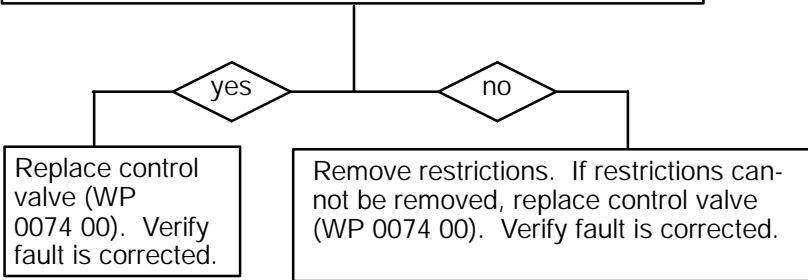 yes
no
Replace control
valve (WP
0074 00). Verify
fault is corrected.
Remove restrictions. If restrictions can-
not be removed, replace control valve
(WP 0074 00). Verify fault is corrected.